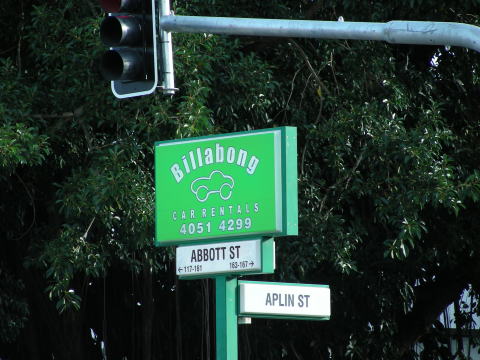 Billabong
CAR RENTALS
4051 4299
ABBOTT ST
←117-161 163-167→
APLIN ST